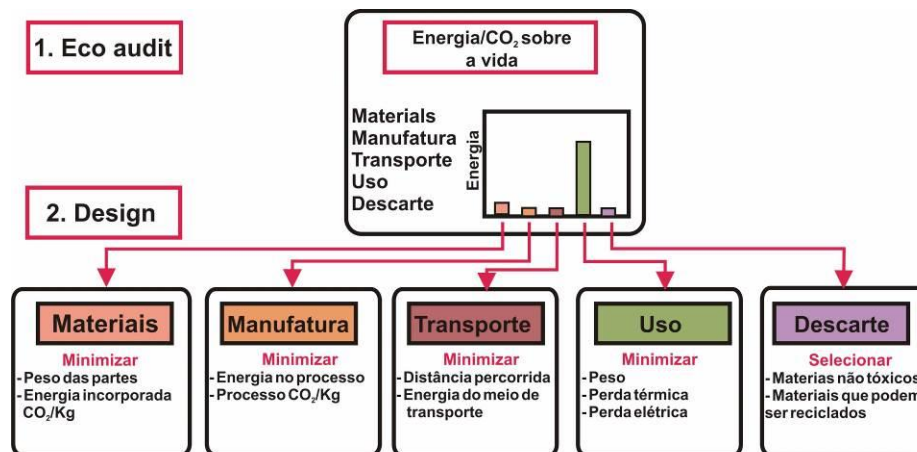 1. Eco audit
Energia/CO₂ sobre
a vida
Materials
Manufatura
Transporte
Uso
Descarte
Energia
2. Design
Materiais
Minimizar
- Peso das partes
- Energia incorporada
CO₂/Kg
Manufatura
Minimizar
- Energia no processo
- Processo CO₂/Kg
Transporte
Minimizar
- Distância percorrida
- Energia do meio de
transporte
Uso
Minimizar
- Peso
- Perda térmica
- Perda elétrica
Descarte
Selecionar
- Materias não tóxicos
- Materiais que podem
ser reciclados